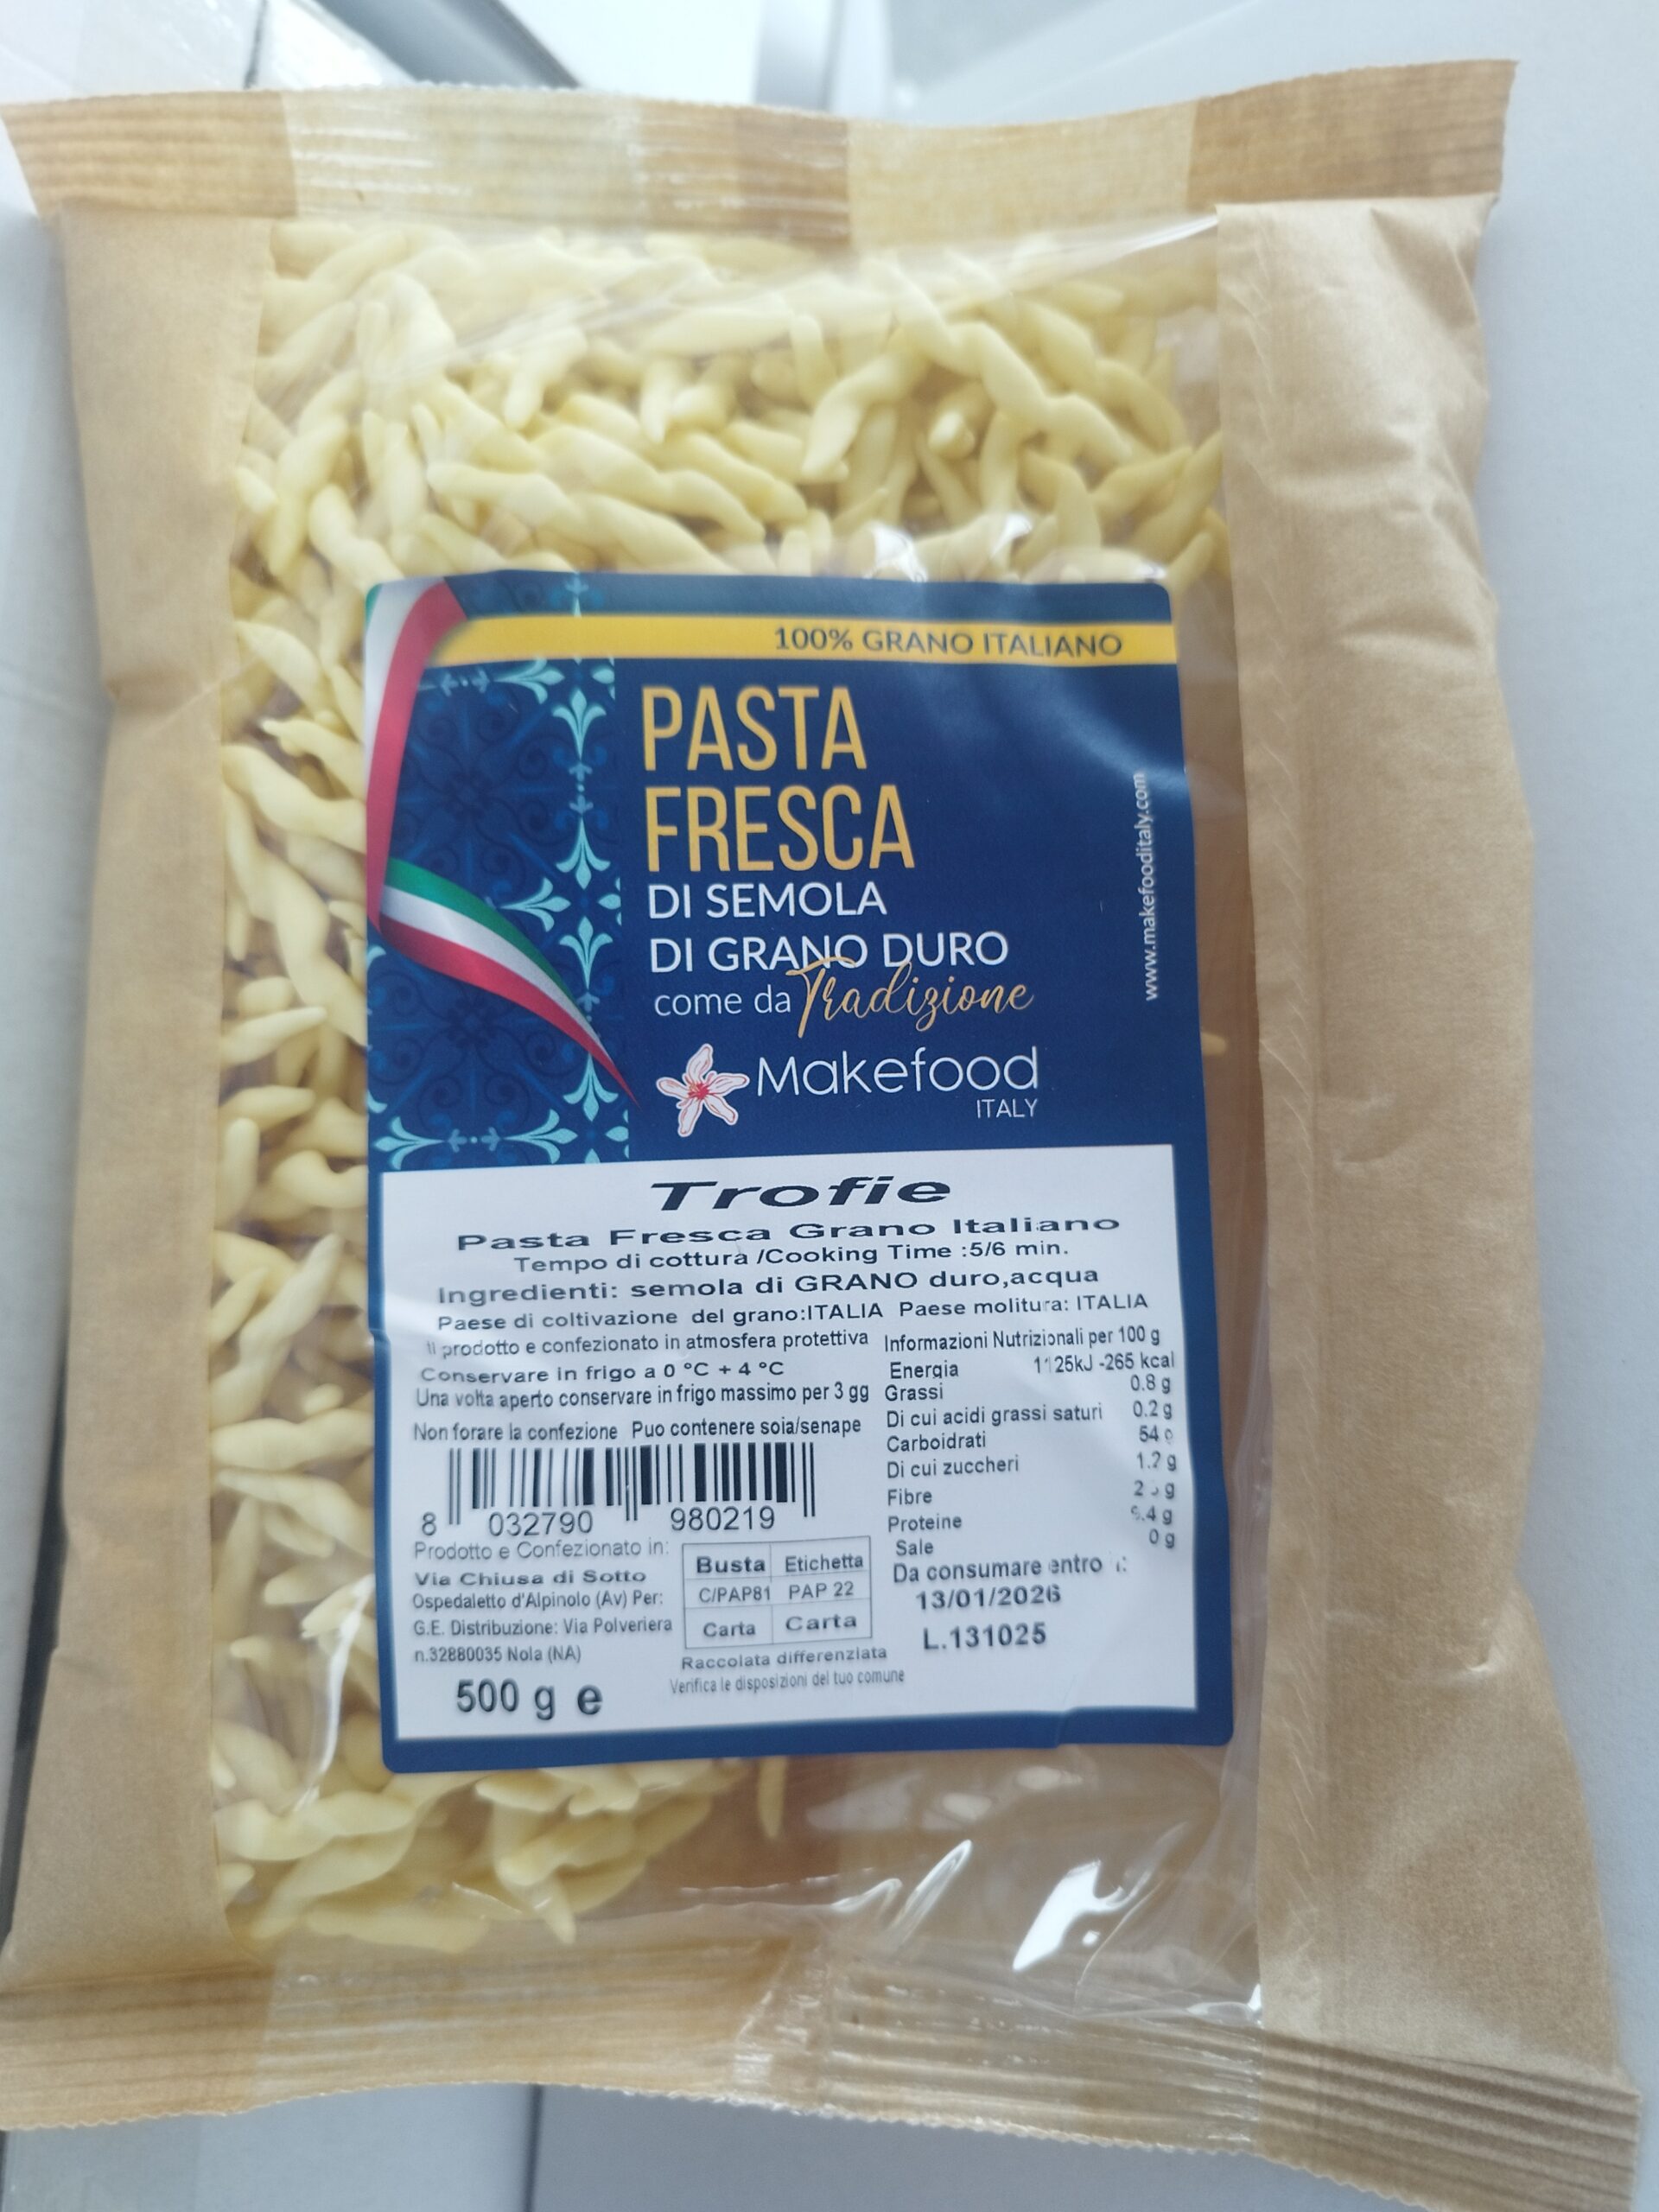 100% GRANO ITALIANO
PASTA
FRESCA
DI SEMOLA
DI GRANO DURO
come da Tradizione
Makefood
ITALY
www.makefooditaly.com
Trofie
Pasta Fresca Grano Italiano
Tempo di cottura /Cooking Time :5/6 min.
Ingredienti: semola di GRANO duro,acqua
Paese di coltivazione del grano:ITALIA Paese molitura: ITALIA
Il prodotto e confezionato in atmosfera protettiva
Conservare in frigo a 0 °C + 4 °C
Una volta aperto conservare in frigo massimo per 3 gg
Non forare la confezione Puo contenere soia/senape
8 032790 980219
Informazioni Nutrizionali per 100 g
Energia 1125kJ -265 kcal
Grassi 0.8 g
Di cui acidi grassi saturi 0.2 g
Carboidrati 54 g
Di cui zuccheri 1.2 g
Fibre
Proteine
Sale 0 g
Da consumare entro
13/01/2026
L.131025
Prodotto e Confezionato in:
Via Chiusa di Sotto
Ospedaletto d'Alpinolo (Av) Per:
G.E. Distribuzione: Via Polveriera
n.32880035 Nola (NA)
500 g e
Busta Etichetta
C/PAP81 PAP 22
Carta Carta
Raccolata differenziata
Verifica le disposizioni del tuo comune